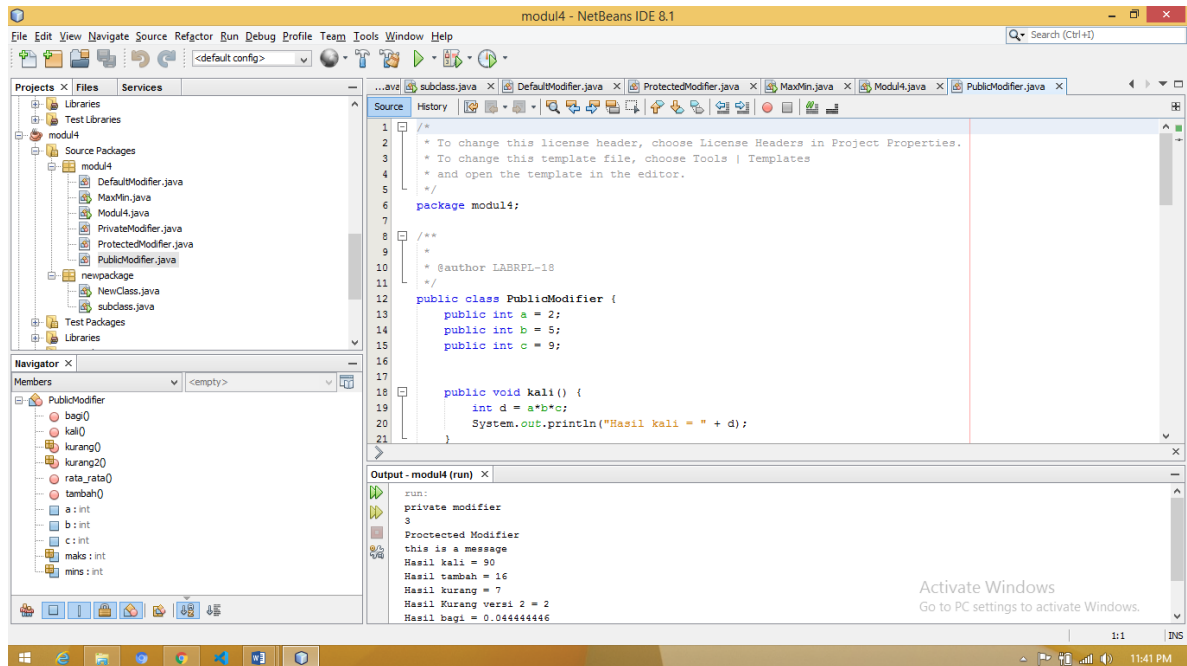 modul4 - NetBeans IDE 8.1
File Edit View Navigate Source Refactor Run Debug Profile Team Tools Window Help
Search (Ctrl+I)
<default config>
Projects Files Services
Libraries
Test Libraries
modul4
Source Packages
modul4
DefaultModifier.java
MaxMin.java
Modul4.java
PrivateModifier.java
ProtectedModifier.java
PublicModifier.java
newpackage
NewClass.java
subclass.java
Test Packages
Libraries
Navigator
Members <empty>
PublicModifier
bagi()
kali()
kurang()
kurang2()
rata_rata()
tambah()
a : int
b : int
c : int
maks : int
mins : int
...ava subclass.java DefaultModifier.java ProtectedModifier.java MaxMin.java Modul4.java PublicModifier.java
Source History
1 /*
2 * To change this license header, choose License Headers in Project Properties.
3 * To change this template file, choose Tools | Templates
4 * and open the template in the editor.
5 */
6 package modul4;
7
8 /**
9 *
10 * @author LABRPL-18
11 */
12 public class PublicModifier {
13 public int a = 2;
14 public int b = 5;
15 public int c = 9;
16
17
18 public void kali() {
19 int d = a*b*c;
20 System.out.println("Hasil kali = " + d);
21 }
Output - modul4 (run)
run:
private modifier
3
Proctected Modifier
this is a message
Hasil kali = 90
Hasil tambah = 16
Hasil kurang = 7
Hasil Kurang versi 2 = 2
Hasil bagi = 0.044444446
Activate Windows
Go to PC settings to activate Windows.
1:1 INS
11:41 PM